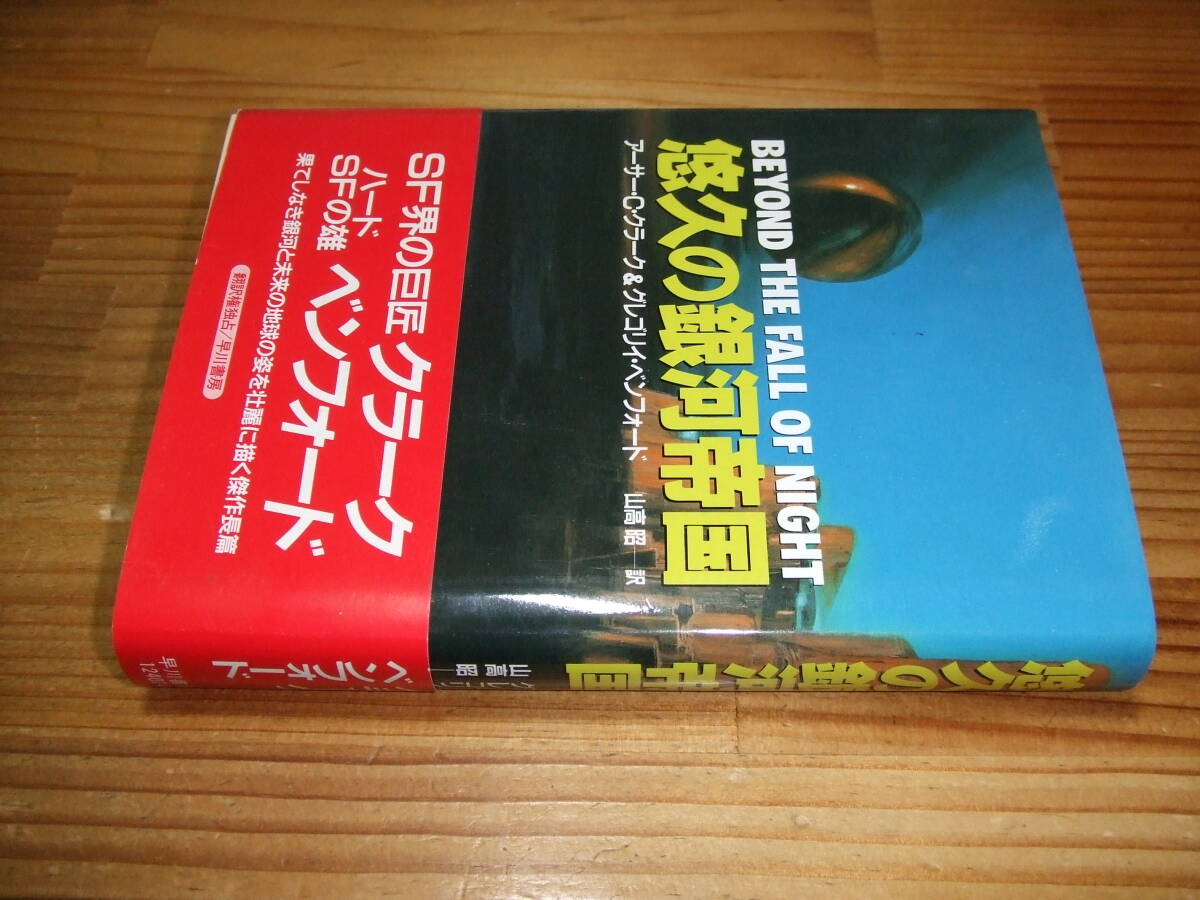 BEYOND THE FALL OF NIGHT
悠久の銀河帝国
アーサー・C・クラーク&グレゴリイ・ベンフォード 山高 昭—訳
SF界の巨匠 クラーク
ハード
SFの雄 ベンフォード
果てしなき銀河と未来の地球の姿を壮麗に描く傑作長篇
翻訳権独占/早川書房
悠久の銀河帝国
山高 昭
ベンフォード